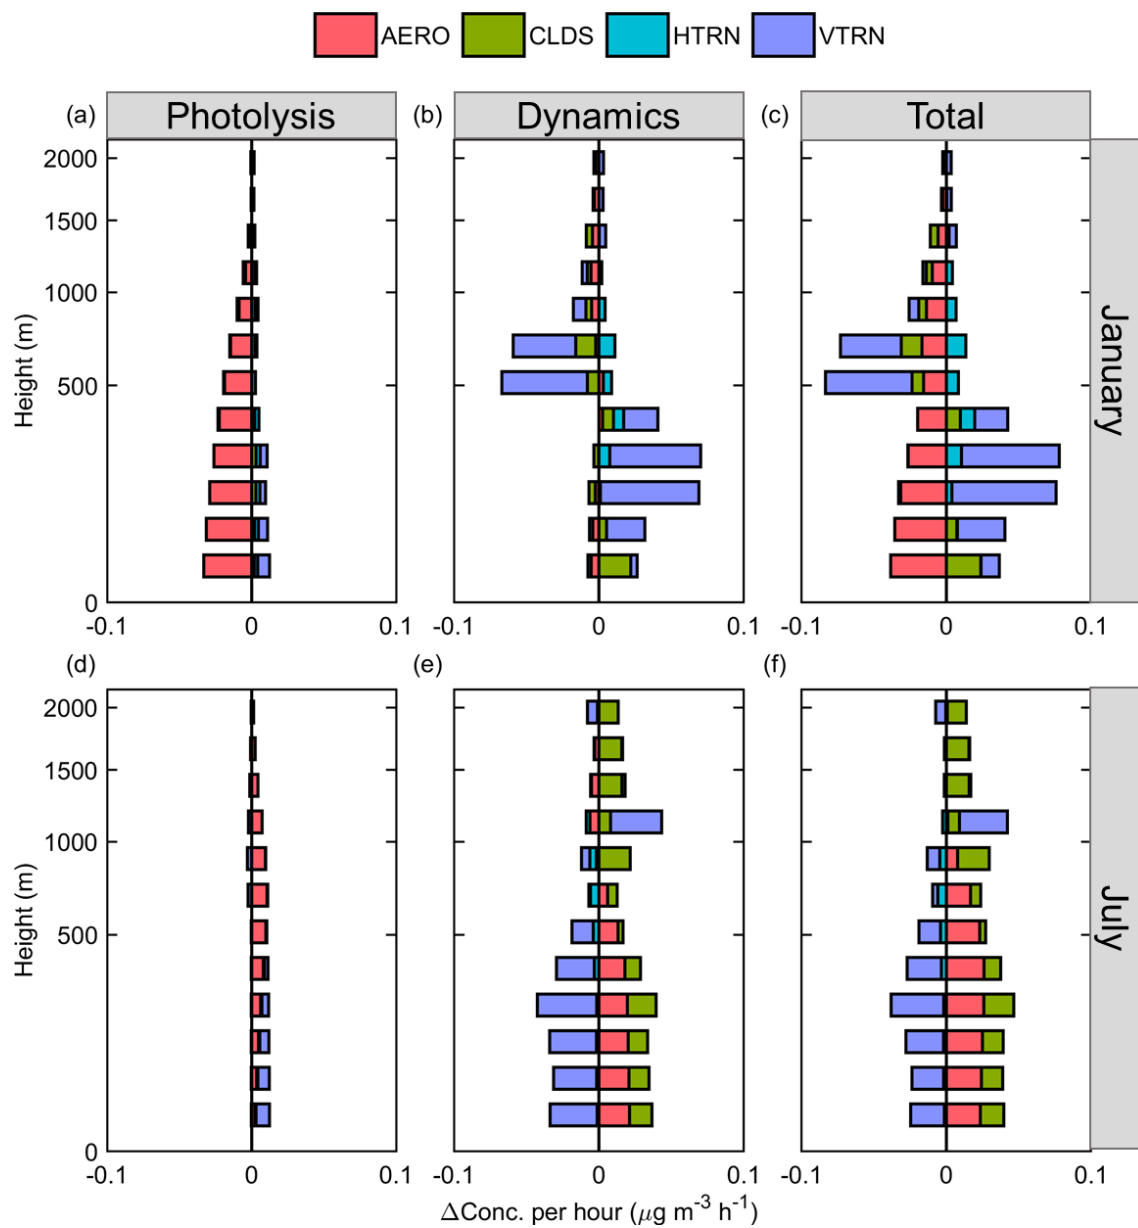 AERO CLDS HTRN VTRN
(a) Photolysis (b) Dynamics (c) Total
2000
1500
1000
500
0
Height (m)
January
-0.1 0 0.1 -0.1 0 0.1 -0.1 0 0.1
(d) (e) (f)
2000
1500
1000
500
0
Height (m)
July
-0.1 0 0.1 -0.1 0 0.1 -0.1 0 0.1
ΔConc. per hour (μg m⁻³ h⁻¹)